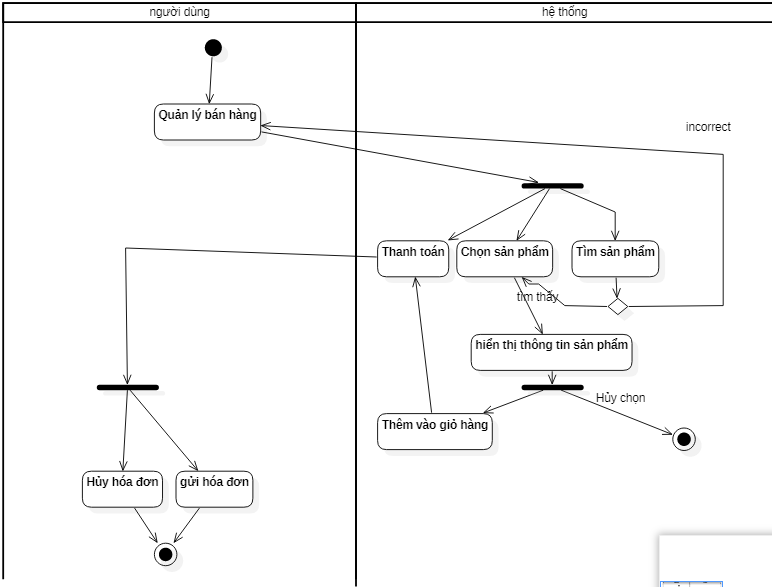 người dùng
hệ thống
Quản lý bán hàng
incorrect
Thanh toán
Chọn sản phẩm
Tìm sản phẩm
tìm thấy
hiển thị thông tin sản phẩm
Hủy chọn
Thêm vào giỏ hàng
Hủy hóa đơn
gửi hóa đơn